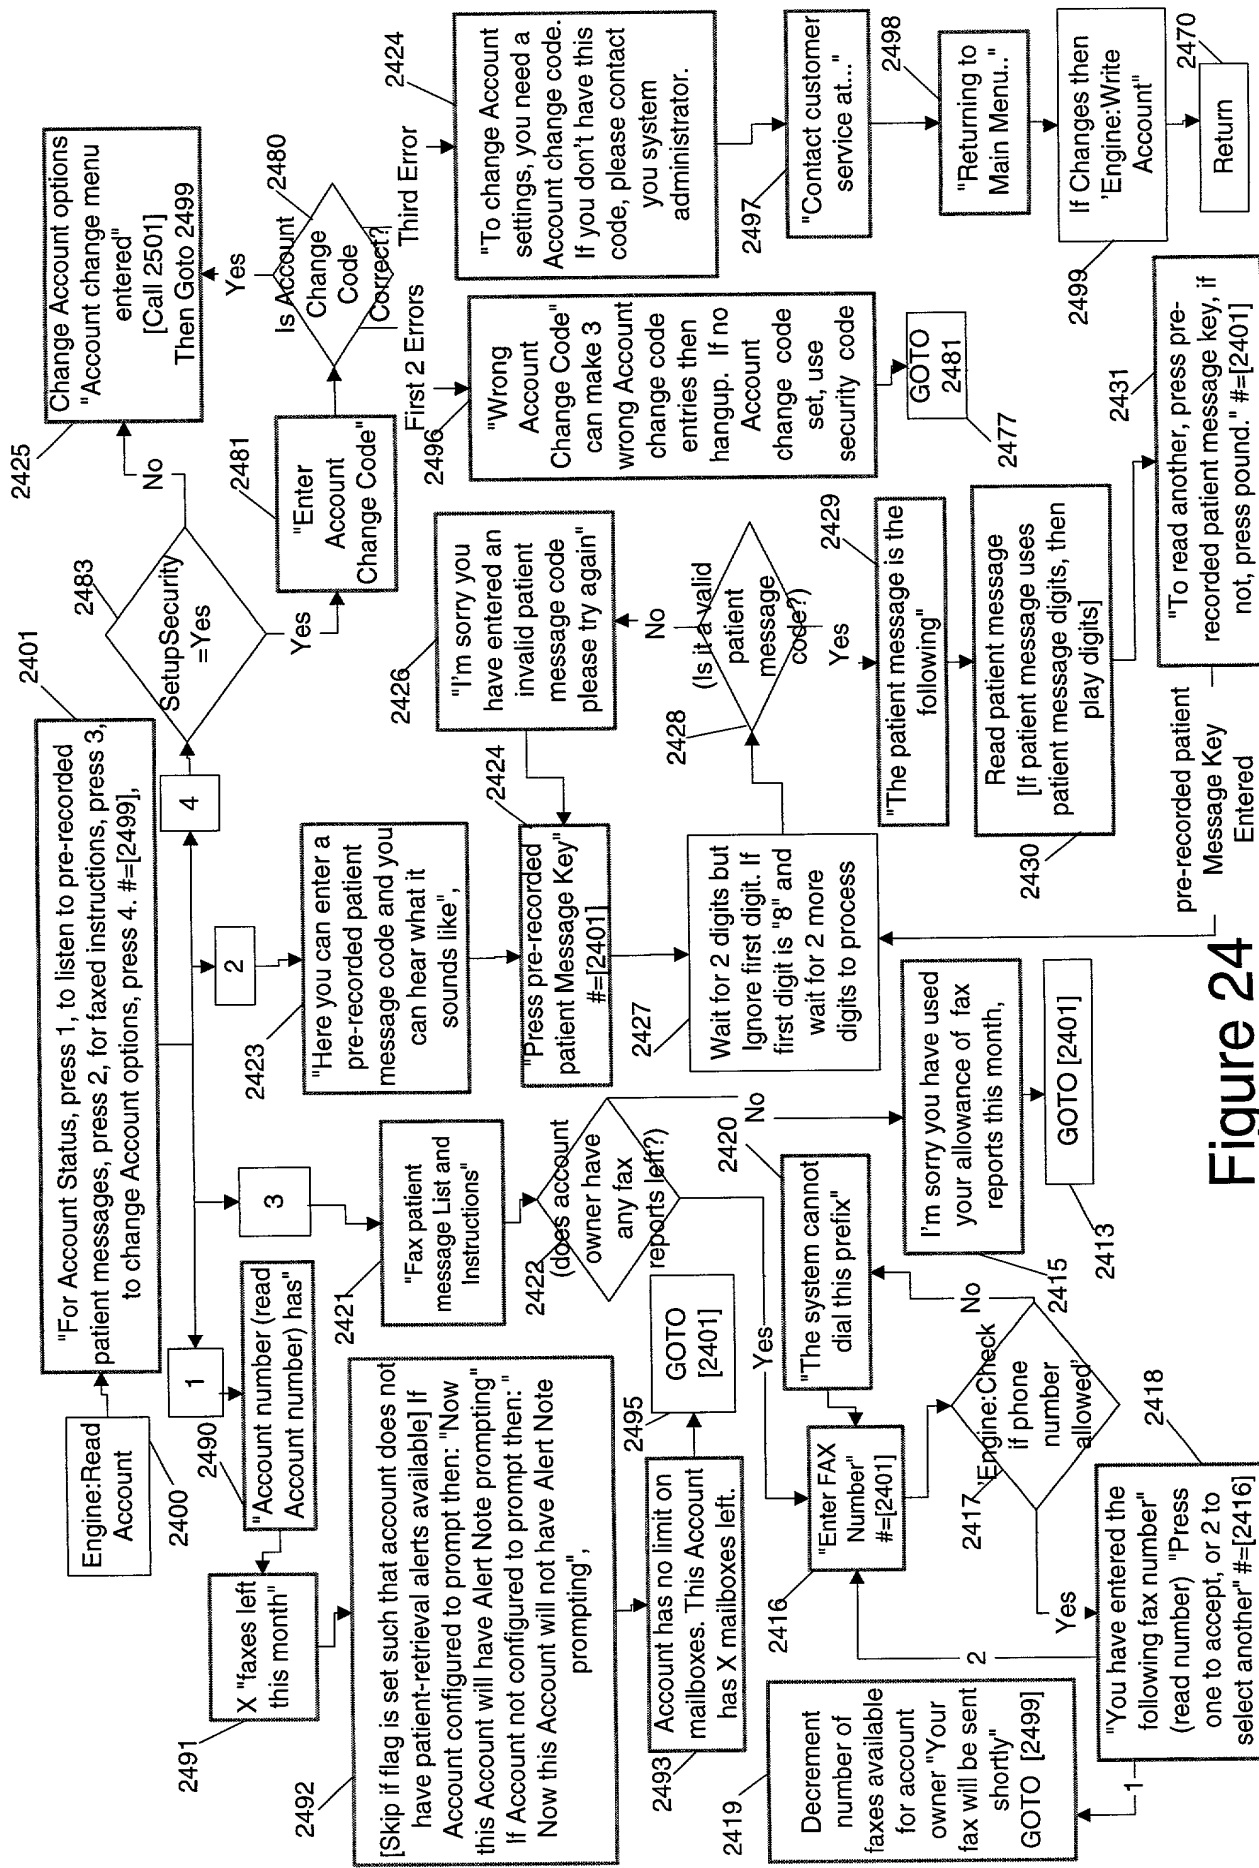 Engine:Read
Account
2400
"For Account Status, press 1, to listen to pre-recorded
patient messages, press 2, for faxed instructions, press 3,
to change Account options, press 4. #=[2499],
2401
1
3
2
4
2490
"Account number (read
Account number) has"
2491
X "faxes left
this month"
2492
[Skip if flag is set such that account does not
have patient-retrieval alerts available] If
Account configured to prompt then: "Now
this Account will have Alert Note prompting"
If Account not configured to prompt then: "
Now this Account will not have Alert Note
prompting",
2493
Account has no limit on
mailboxes. This Account
has X mailboxes left.
2495
GOTO
[2401]
2421
"Fax patient
message List and
Instructions"
2422
(does account
owner have
any fax
reports left?)
Yes
No
2416
"Enter FAX
Number"
#=[2401]
2420
"The system cannot
dial this prefix"
2417
'Engine:Check
if phone
number
allowed'
No
Yes
2418
"You have entered the
following fax number"
(read number) "Press
one to accept, or 2 to
select another" #=[2416]
2
1
2419
Decrement
number of
faxes available
for account
owner "Your
fax will be sent
shortly"
GOTO [2499]
I'm sorry you have used
your allowance of fax
reports this month,
2415
GOTO [2401]
2413
2423
"Here you can enter a
pre-recorded patient
message code and you
can hear what it
sounds like",
2424
"Press pre-recorded
patient Message Key"
#=[2401]
2426
"I'm sorry you
have entered an
invalid patient
message code
please try again"
2427
Wait for 2 digits but
Ignore first digit. If
first digit is "8" and
wait for 2 more
digits to process
2428
(Is it a valid
patient
message
code?)
No
Yes
2429
"The patient message is the
following"
2430
Read patient message
[If patient message uses
patient message digits, then
play digits]
2431
"To read another, press pre-
recorded patient message key, if
not, press pound." #=[2401]
pre-recorded patient
Message Key
Entered
2483
SetupSecurity
=Yes
No
Yes
2425
Change Account options
"Account change menu
entered"
[Call 2501]
Then Goto 2499
2481
"Enter
Account
Change Code"
2480
Is Account
Change
Code
Correct?
Yes
First 2 Errors
Third Error
2496
"Wrong
Account
Change Code"
can make 3
wrong Account
change code
entries then
hangup. If no
Account
change code
set, use
security code
GOTO
2481
2477
2424
"To change Account
settings, you need a
Account change code.
If you don't have this
code, please contact
you system
administrator.
2497
"Contact customer
service at..."
2498
"Returning to
Main Menu.."
2499
If Changes then
'Engine:Write
Account"
2470
Return
Figure 24